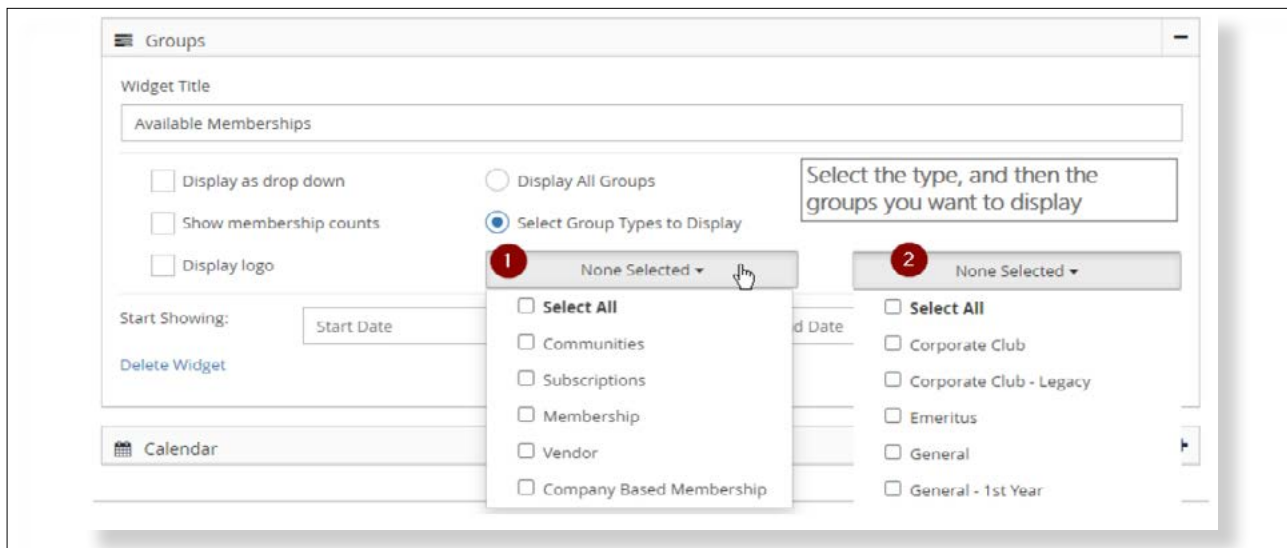 Groups
Widget Title
Available Memberships
Display as drop down
Display All Groups
Select the type, and then the
groups you want to display
Show membership counts
Select Group Types to Display
Display logo
1
None Selected
2
None Selected
Select All
Communities
Subscriptions
Membership
Vendor
Company Based Membership
Select All
Corporate Club
Corporate Club - Legacy
Emeritus
General
General - 1st Year
Start Showing:
Start Date
d Date
Delete Widget
Calendar